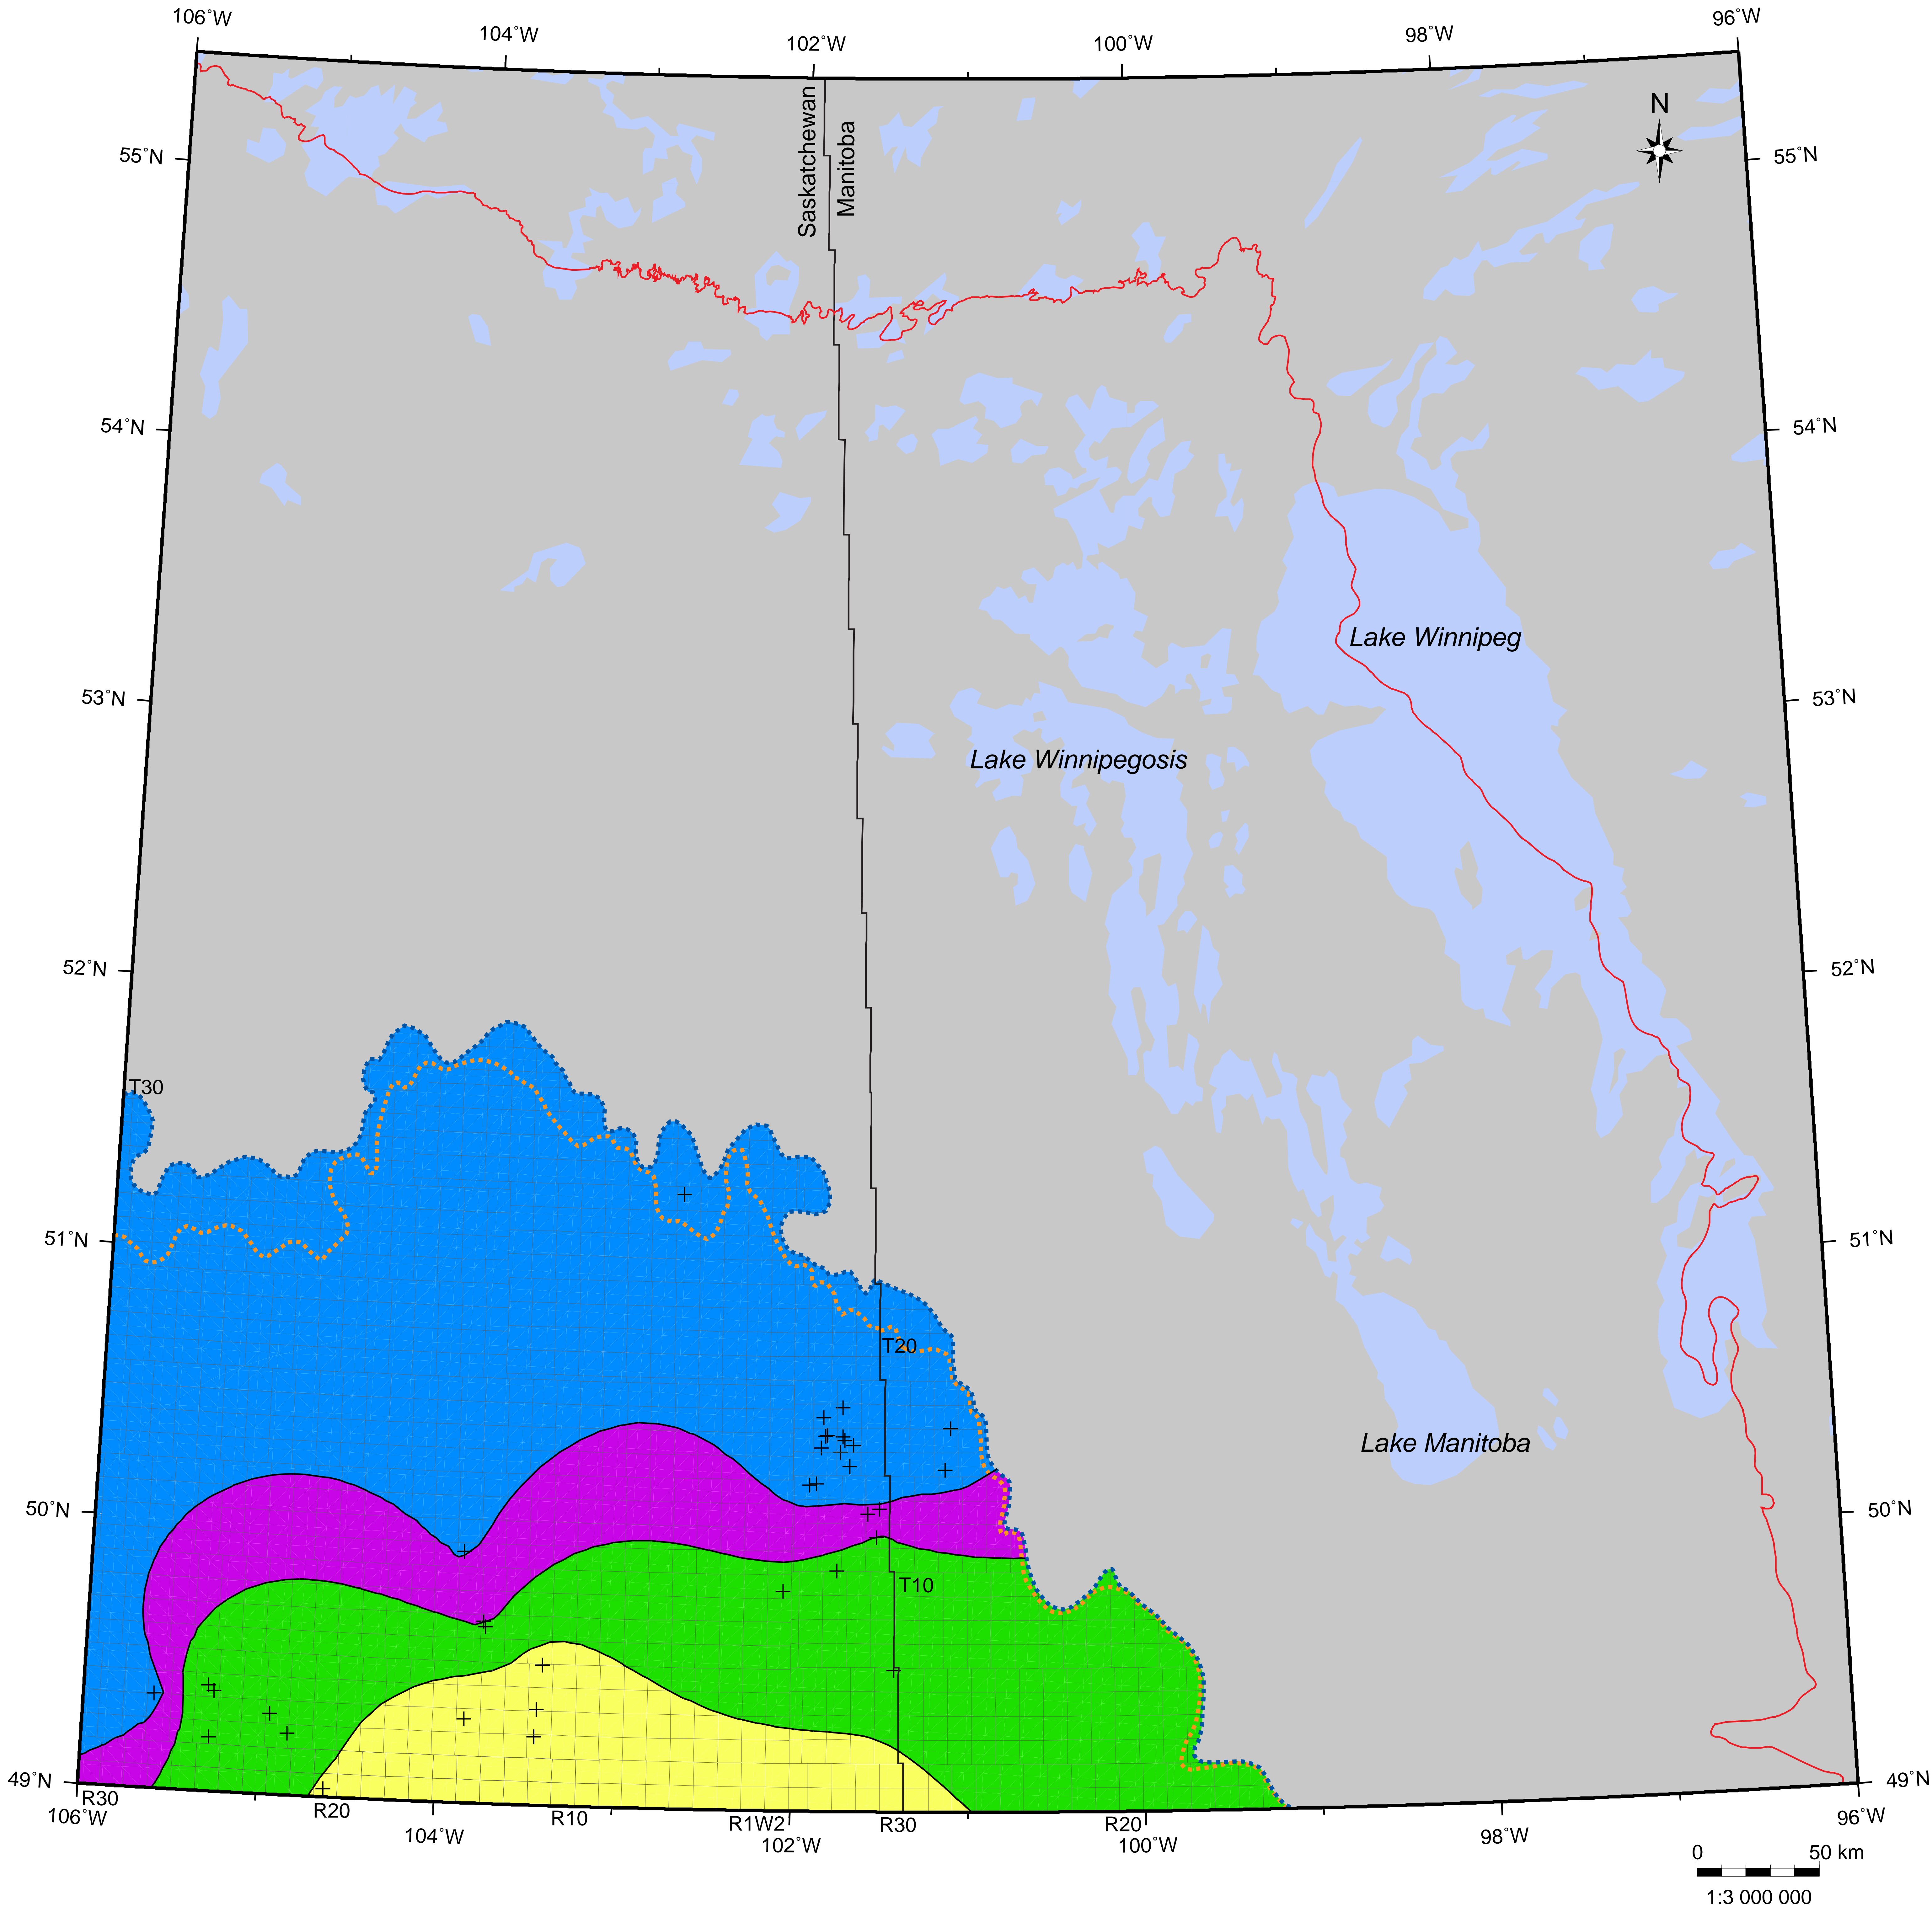 106°W
104°W
102°W
100°W
98°W
96°W
Saskatchewan
Manitoba
N
55°N
55°N
54°N
54°N
Lake Winnipeg
53°N
53°N
Lake Winnipegosis
52°N
52°N
T30
51°N
51°N
T20
Lake Manitoba
50°N
50°N
T10
49°N
49°N
R30
R20
R10
R1W2
R30
R20
106°W
104°W
102°W
100°W
98°W
96°W
0
50 km
1:3 000 000